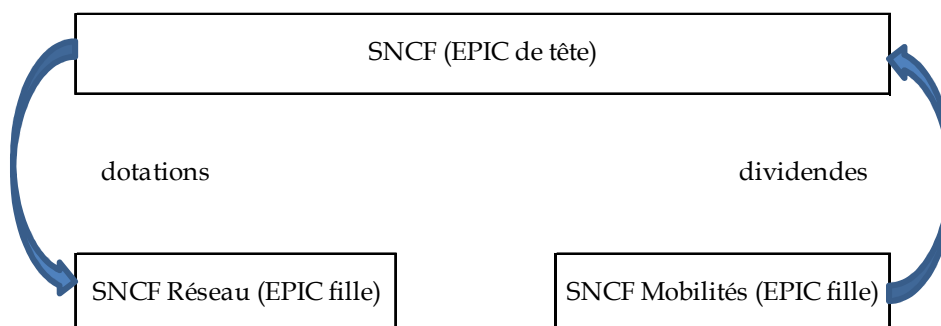 SNCF (EPIC de tête)
dotations
dividendes
SNCF Réseau (EPIC fille)
SNCF Mobilités (EPIC fille)